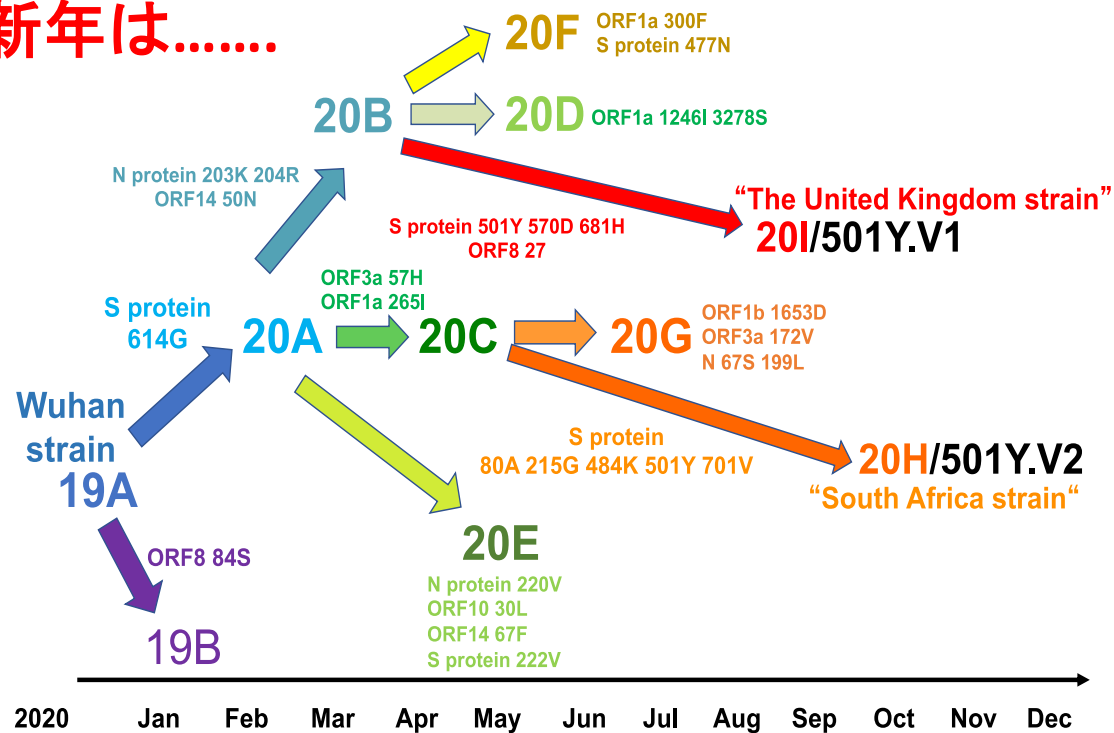 新年は.......
20F
ORF1a 300F
S protein 477N
20B
20D
ORF1a 1246I 3278S
N protein 203K 204R
ORF14 50N
"The United Kingdom strain"
20I/501Y.V1
S protein 501Y 570D 681H
ORF8 27
ORF3a 57H
ORF1a 265I
S protein
614G
20A
20C
20G
ORF1b 1653D
ORF3a 172V
N 67S 199L
Wuhan
strain
19A
S protein
80A 215G 484K 501Y 701V
20H/501Y.V2
“South Africa strain“
20E
ORF8 84S
N protein 220V
ORF10 30L
ORF14 67F
S protein 222V
19B
2020 Jan Feb Mar Apr May Jun Jul Aug Sep Oct Nov Dec